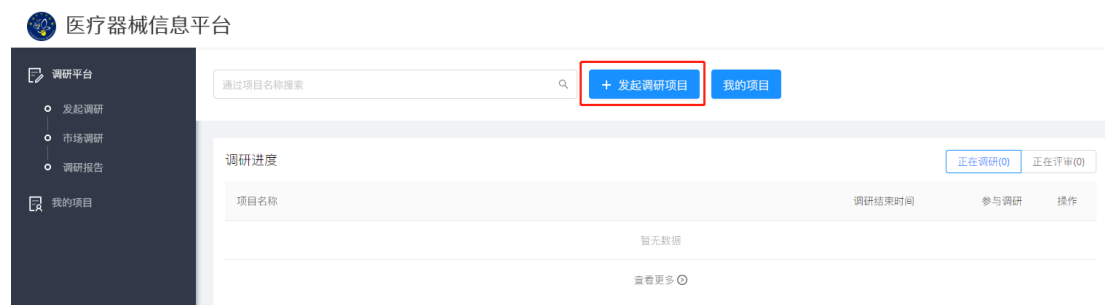 医疗器械信息平台
调研平台
发起调研
市场调研
调研报告
我的项目
通过项目名称搜索
+ 发起调研项目
我的项目
调研进度
正在调研(0) 正在评审(0)
项目名称 调研结束时间 参与调研 操作
暂无数据
查看更多